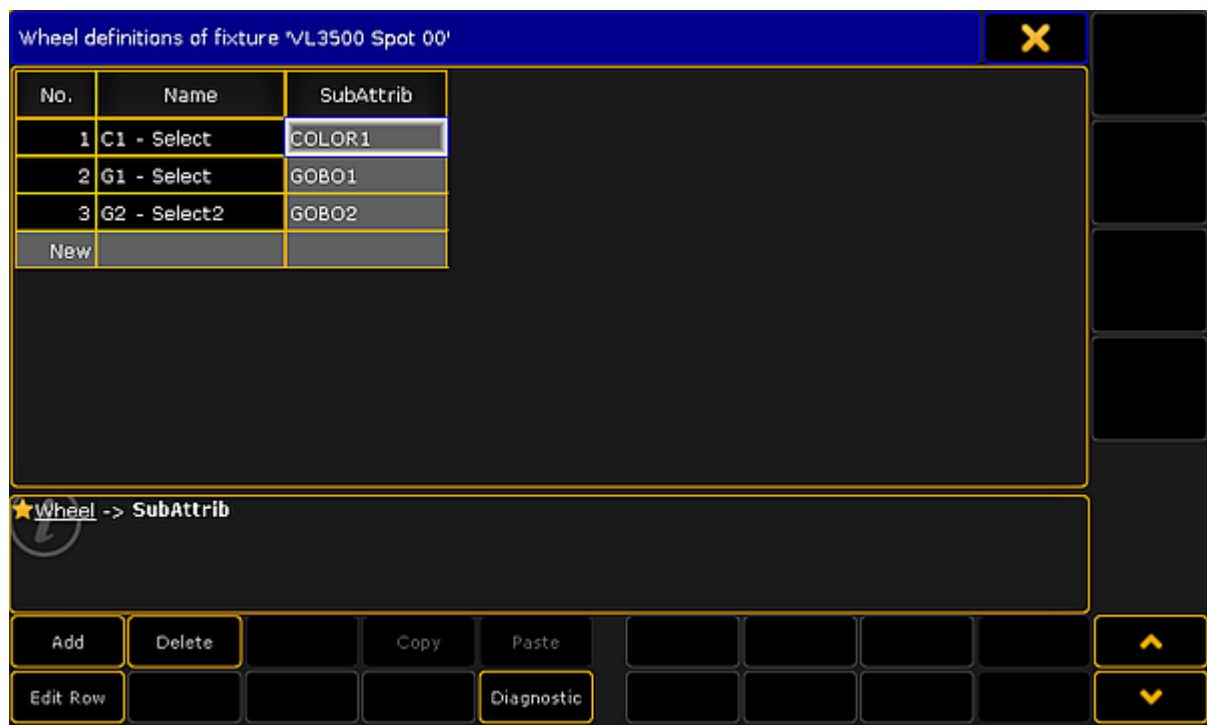 Wheel definitions of fixture 'VL3500 Spot 00'
No. Name SubAttrib
1 C1 - Select COLOR1
2 G1 - Select GOBO1
3 G2 - Select2 GOBO2
New
Wheel -> SubAttrib
Add Delete Copy Paste
Edit Row Diagnostic